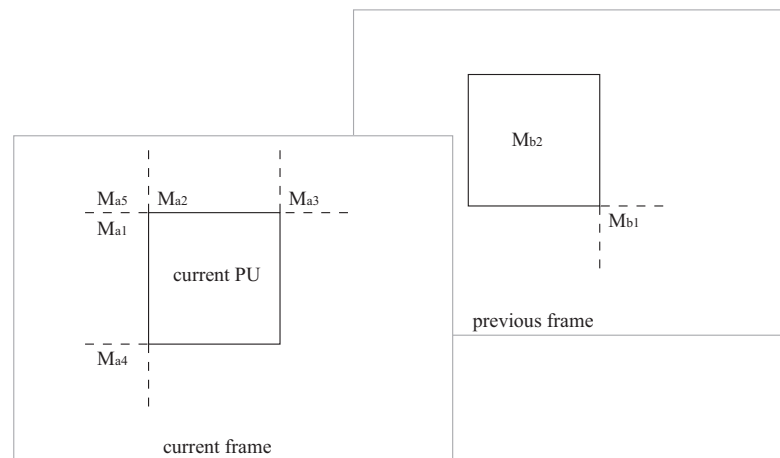 Mb2
Ma5 Ma2 Ma3
Mb1
Ma1
current PU
previous frame
Ma4
current frame